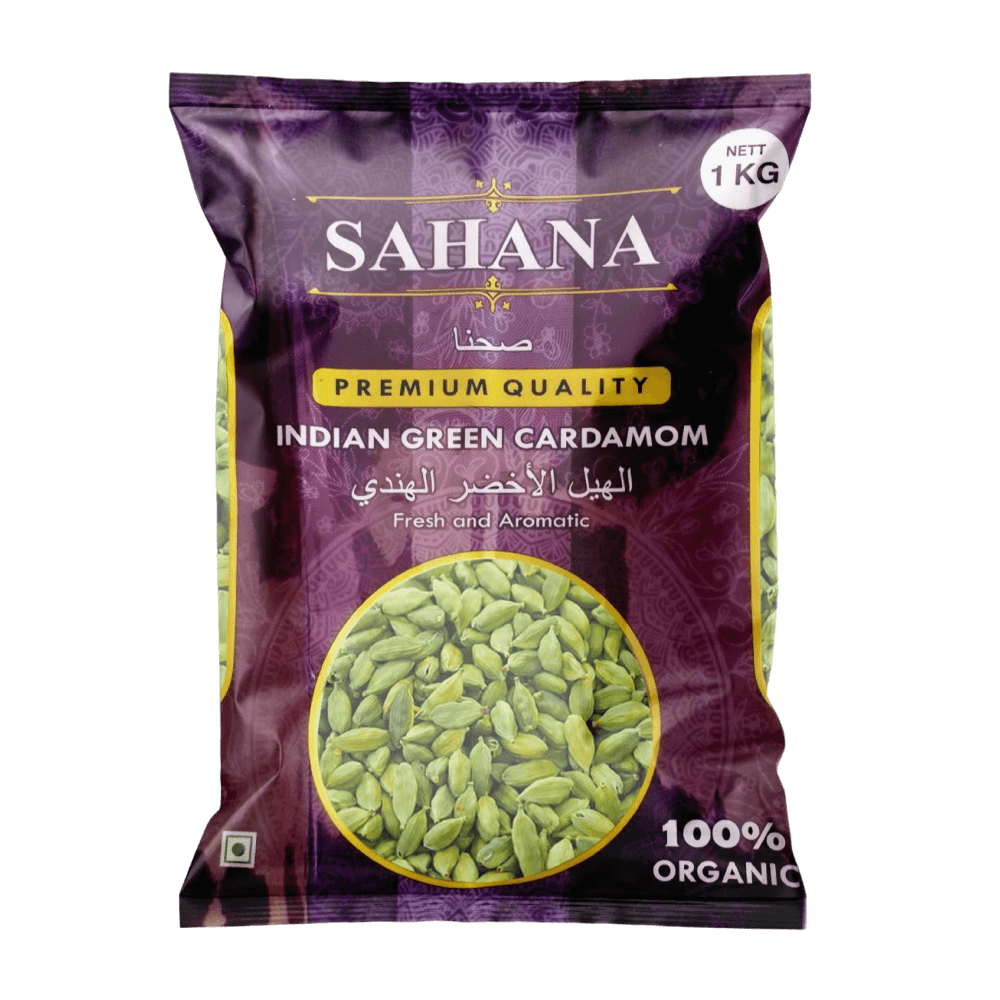 NETT
1 KG
SAHANA
صحنا
PREMIUM QUALITY
INDIAN GREEN CARDAMOM
الهيل الأخضر الهندي
Fresh and Aromatic
100%
ORGANIC